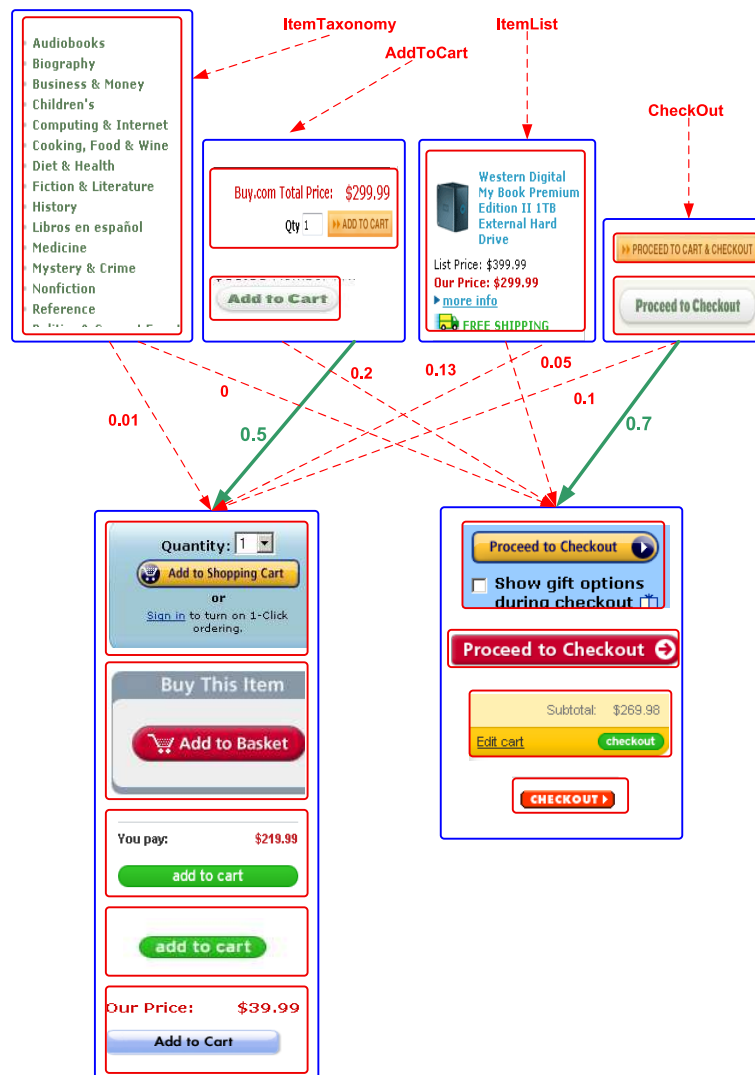 ItemTaxonomy
ItemList
AddToCart
CheckOut
Audiobooks
Biography
Business & Money
Children's
Computing & Internet
Cooking, Food & Wine
Diet & Health
Fiction & Literature
History
Libros en español
Medicine
Mystery & Crime
Nonfiction
Reference
Buy.com Total Price: $299.99
Qty 1 ADD TO CART
Add to Cart
Western Digital
My Book Premium
Edition II 1TB
External Hard
Drive
List Price: $399.99
Our Price: $299.99
more info
FREE SHIPPING
PROCEED TO CART & CHECKOUT
Proceed to Checkout
0.01
0
0.5
0.2
0.13
0.05
0.1
0.7
Quantity: 1
Add to Shopping Cart
or
Sign in to turn on 1-Click
ordering.
Buy This Item
Add to Basket
You pay: $219.99
add to cart
add to cart
Our Price: $39.99
Add to Cart
Proceed to Checkout
Show gift options
during checkout
Proceed to Checkout
Subtotal: $269.98
Edit cart checkout
CHECKOUT